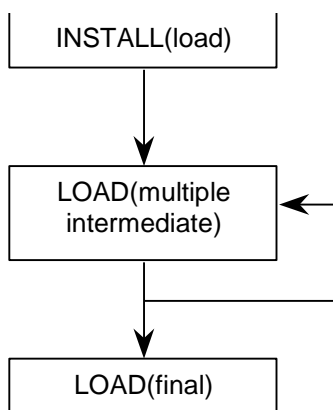 INSTALL(load)
LOAD(multiple
intermediate)
LOAD(final)